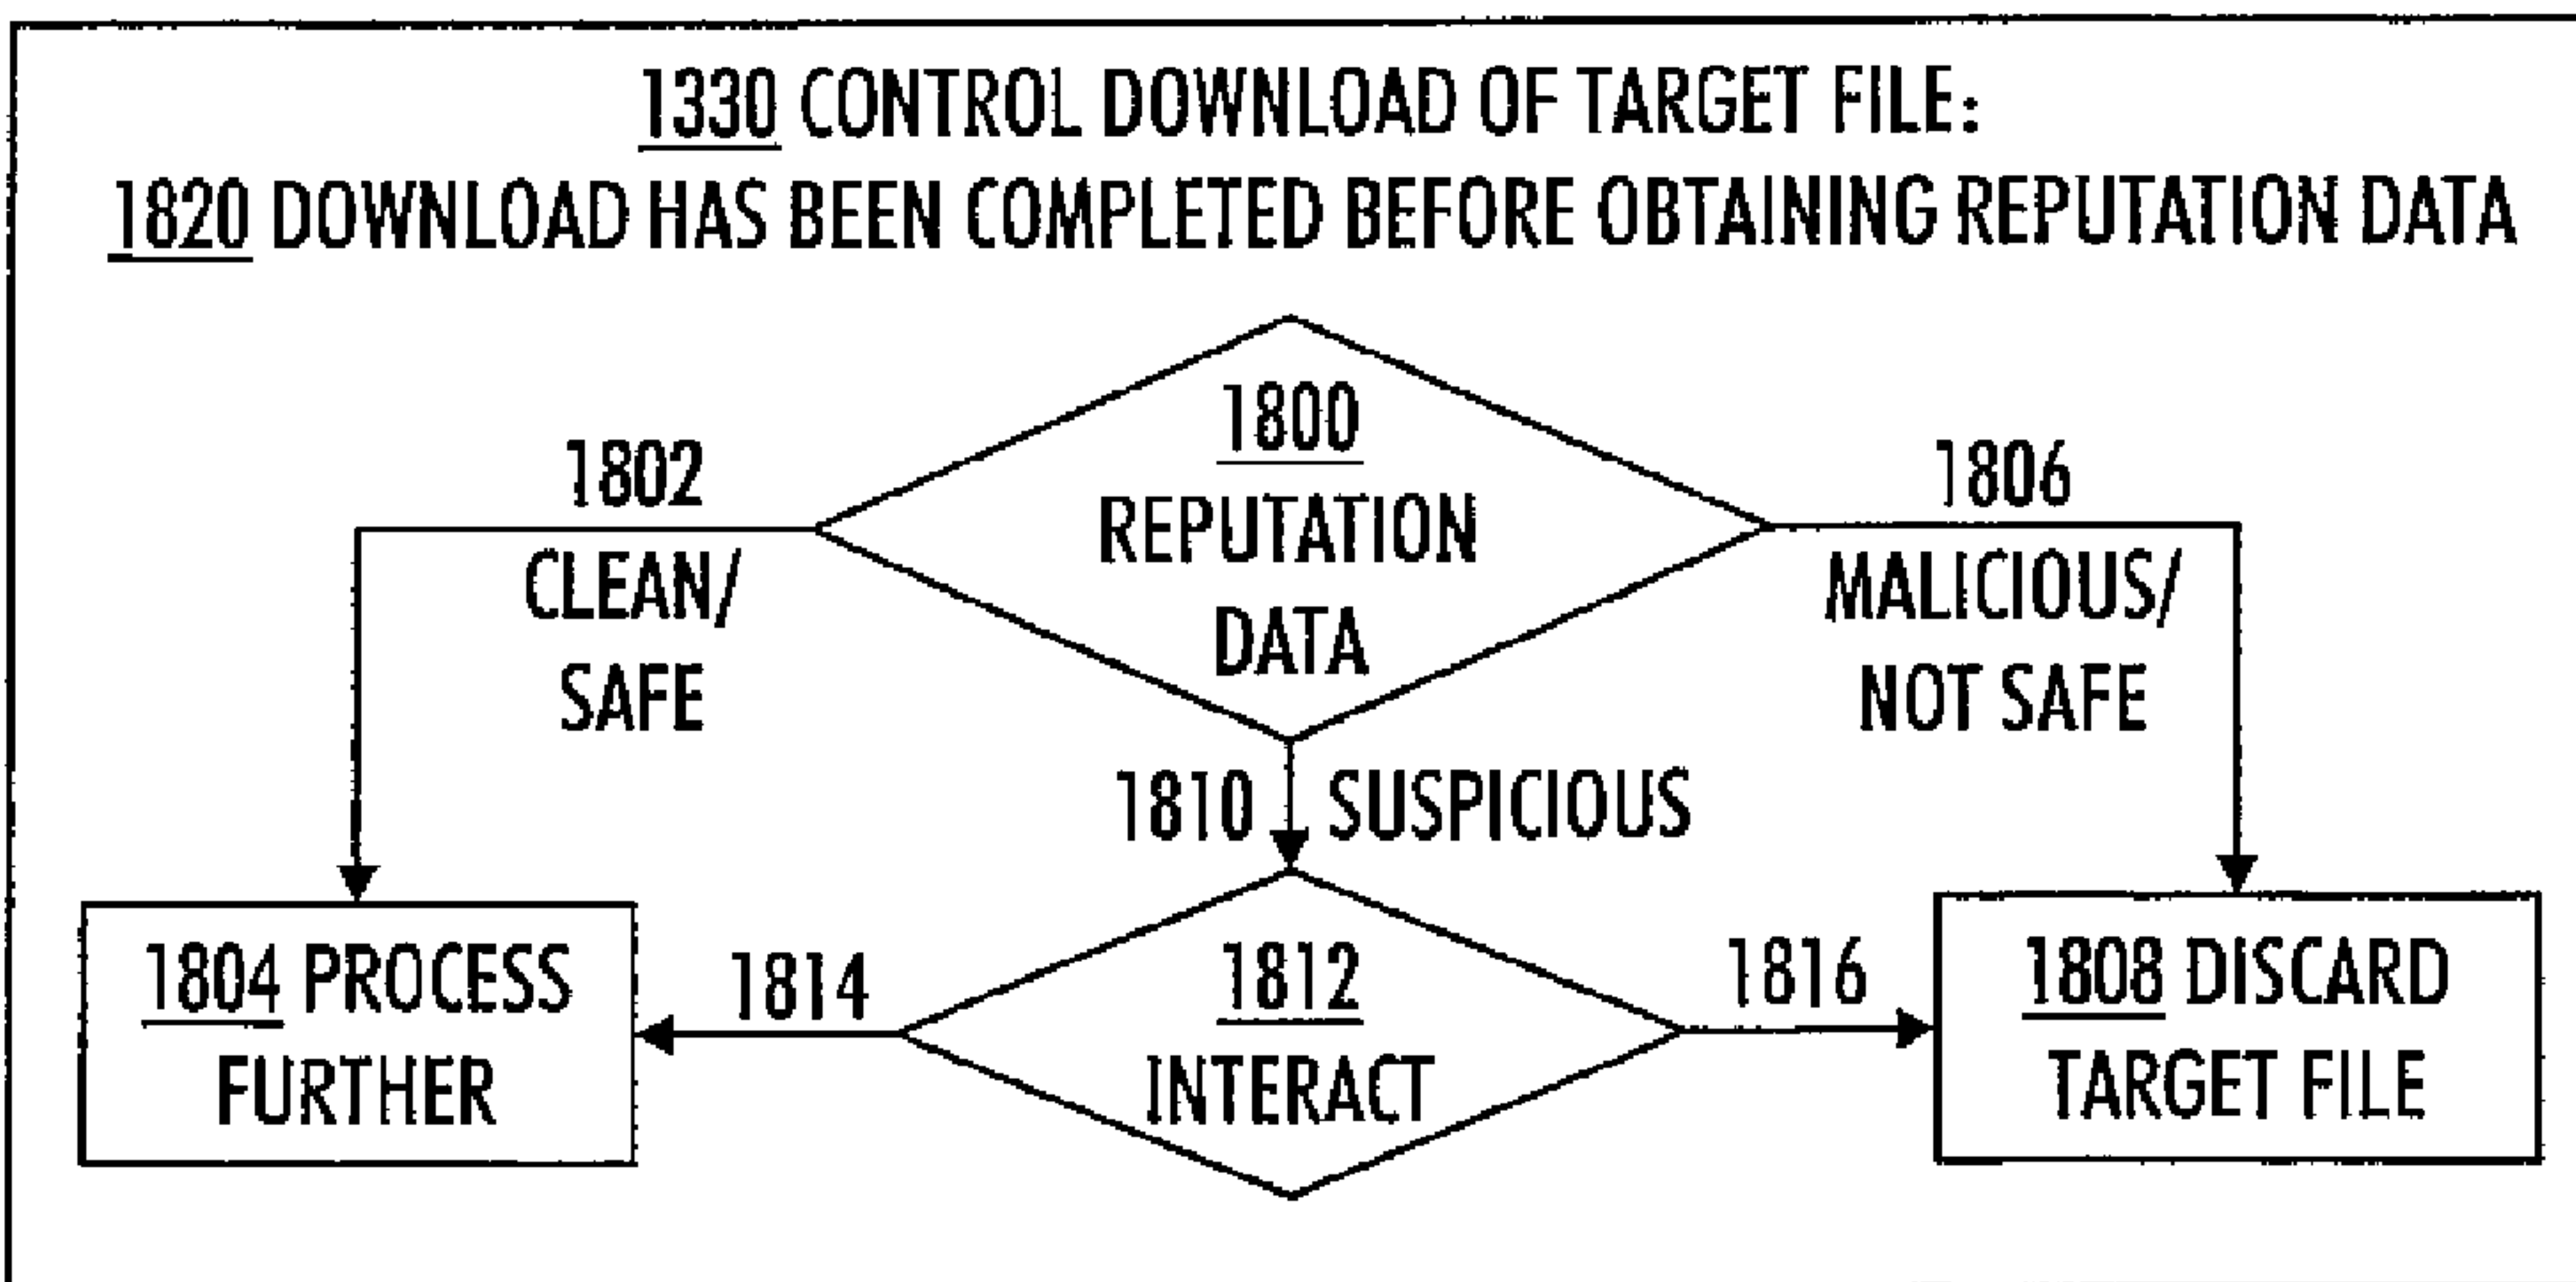 1330 CONTROL DOWNLOAD OF TARGET FILE:
1820 DOWNLOAD HAS BEEN COMPLETED BEFORE OBTAINING REPUTATION DATA
1800
REPUTATION
DATA
1802
CLEAN/
SAFE
1806
MALICIOUS/
NOT SAFE
1810 SUSPICIOUS
1804 PROCESS
FURTHER
1814
1812
INTERACT
1816
1808 DISCARD
TARGET FILE